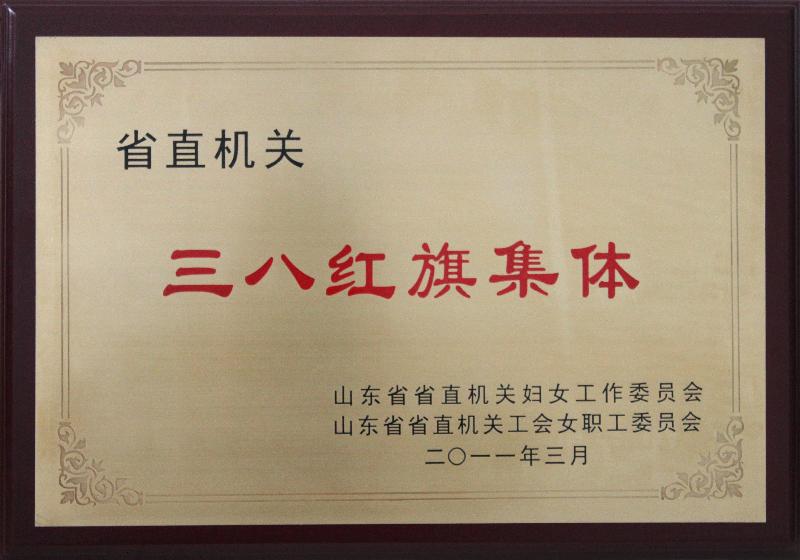 省直机关
三八红旗集体
山东省省直机关妇女工作委员会
山东省省直机关工会女职工委员会
二〇一一年三月